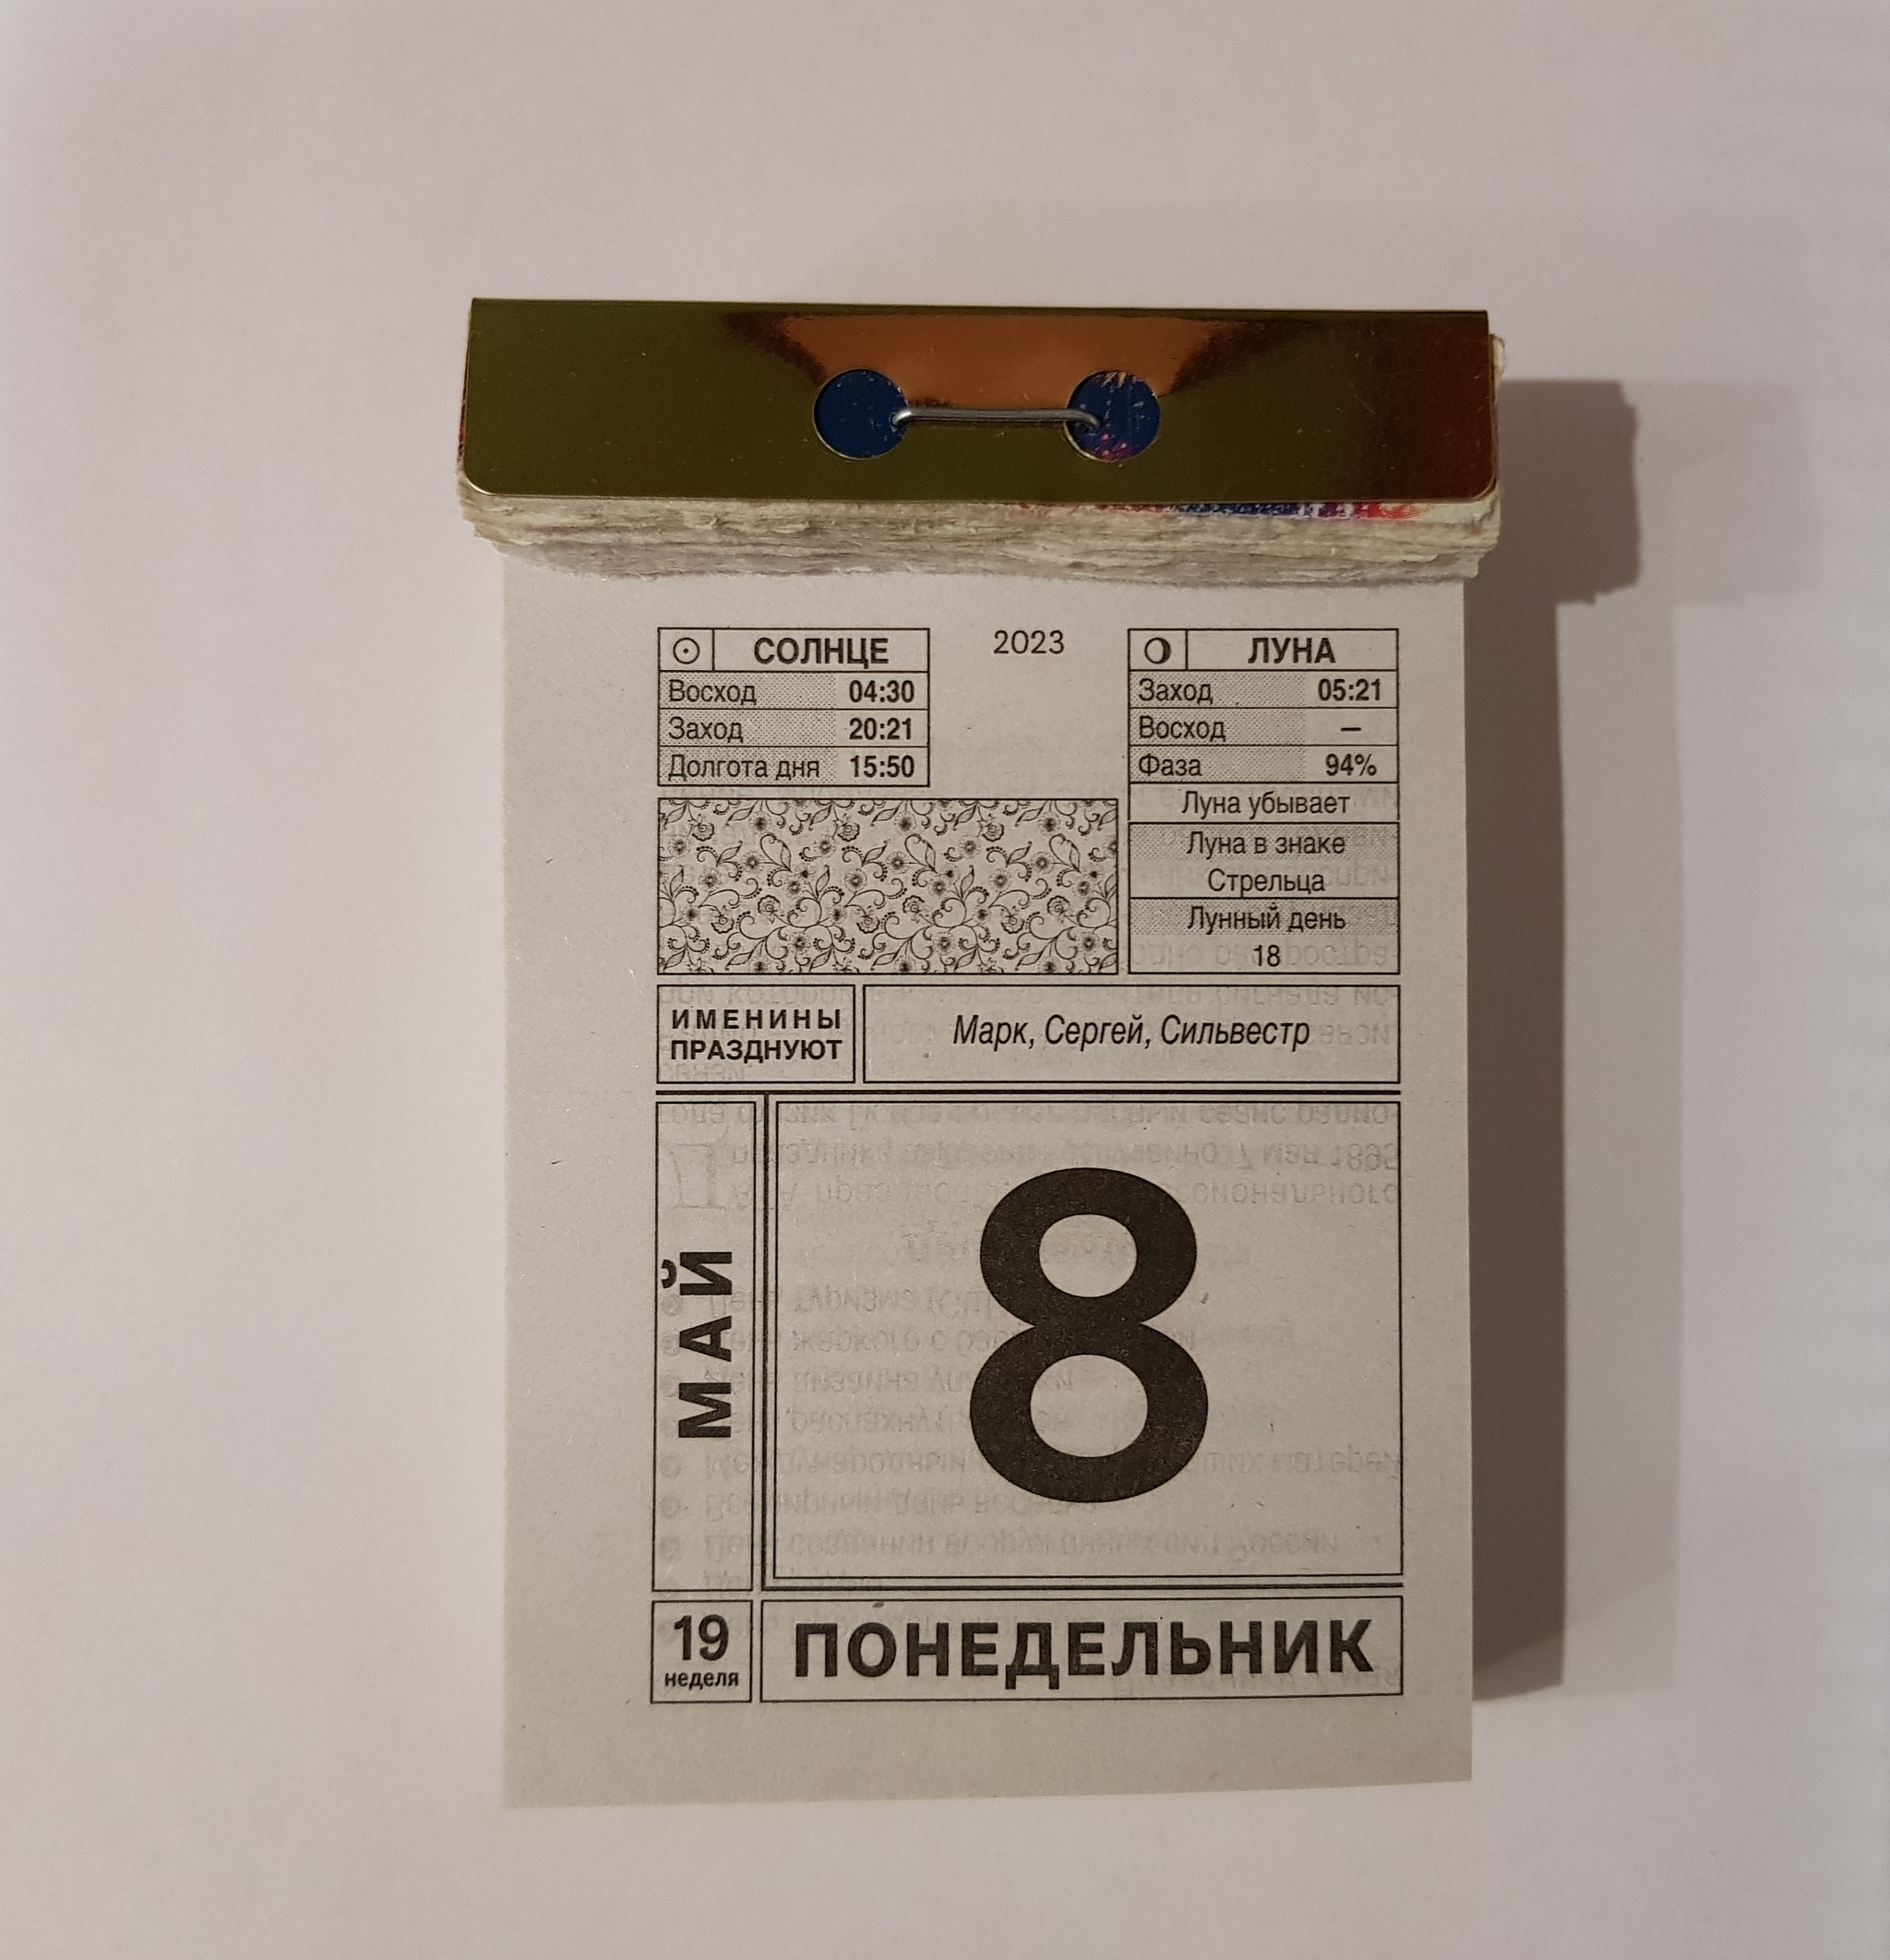 СОЛНЦЕ
Восход 04:30
Заход 20:21
Долгота дня 15:50
2023
ЛУНА
Заход 05:21
Восход —
Фаза 94%
Луна убывает
Луна в знаке
Стрельца
Лунный день
18
ИМЕНИНЫ
ПРАЗДНУЮТ
Марк, Сергей, Сильвестр
МАЙ
8
19
неделя
ПОНЕДЕЛЬНИК